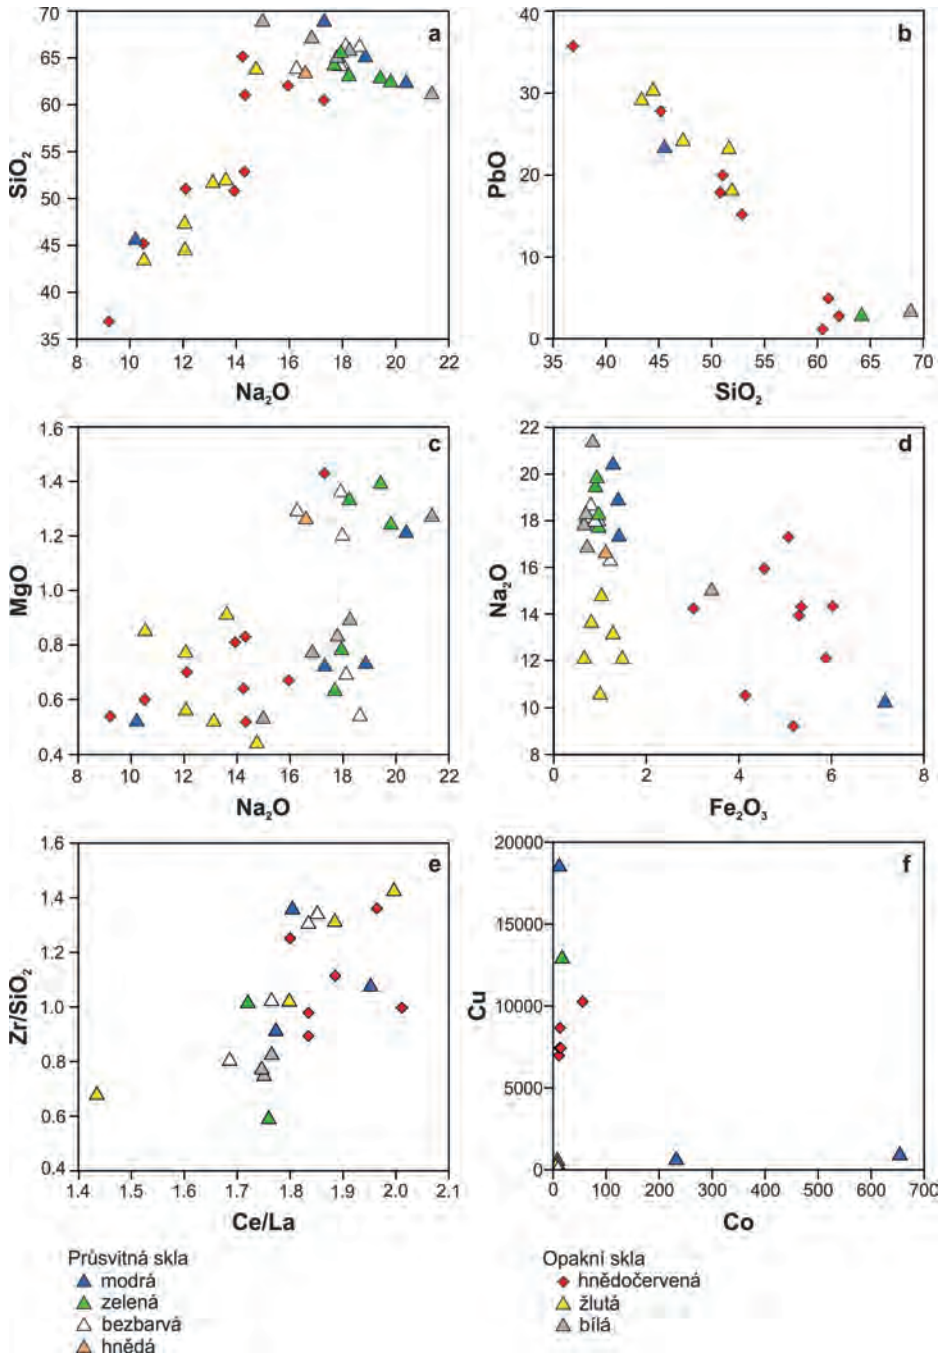 a
70
65
60
55
50
45
40
35
SiO₂
8 10 12 14 16 18 20 22
Na₂O
b
40
30
20
10
0
PbO
35 40 45 50 55 60 65 70
SiO₂
c
1.6
1.4
1.2
1.0
0.8
0.6
0.4
MgO
8 10 12 14 16 18 20 22
Na₂O
d
22
20
18
16
14
12
10
8
Na₂O
0 2 4 6 8
Fe₂O₃
e
1.6
1.4
1.2
1.0
0.8
0.6
0.4
Zr/SiO₂
1.4 1.5 1.6 1.7 1.8 1.9 2.0 2.1
Ce/La
f
20000
15000
10000
5000
0
Cu
0 100 200 300 400 500 600 700
Co
Průsvitná skla
modrá
zelená
bezbarvá
hnědá
Opakní skla
hnědočervená
žlutá
bílá